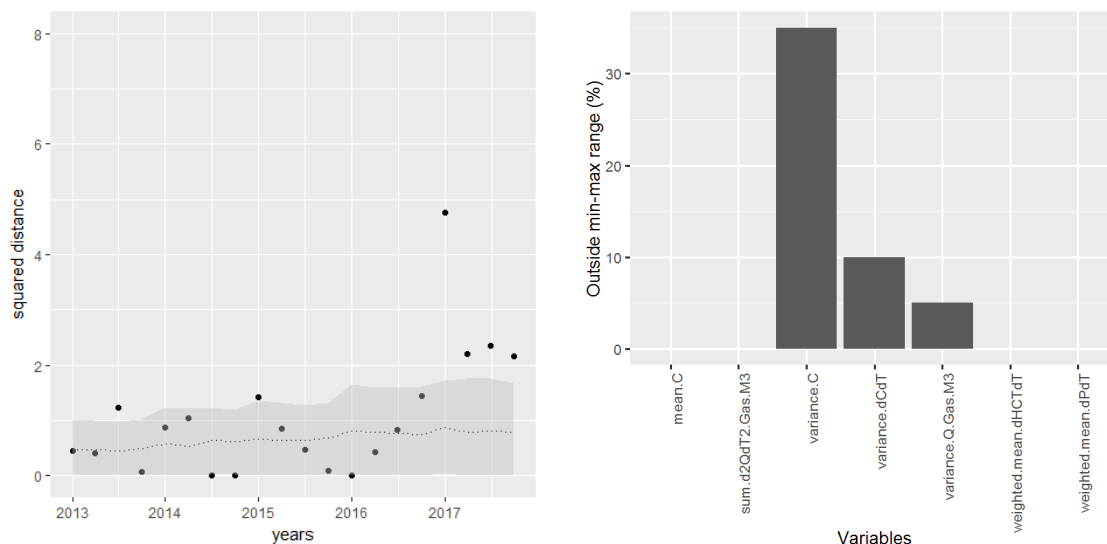 8
6
4
2
0
squared distance
2013 2014 2015 2016 2017
years
30
20
10
0
Outside min-max range (%)
mean.C
sum.d2QdT2.Gas.M3
variance.C
variance.dCdT
variance.Q.Gas.M3
weighted.mean.dHCTdT
weighted.mean.dPdT
Variables